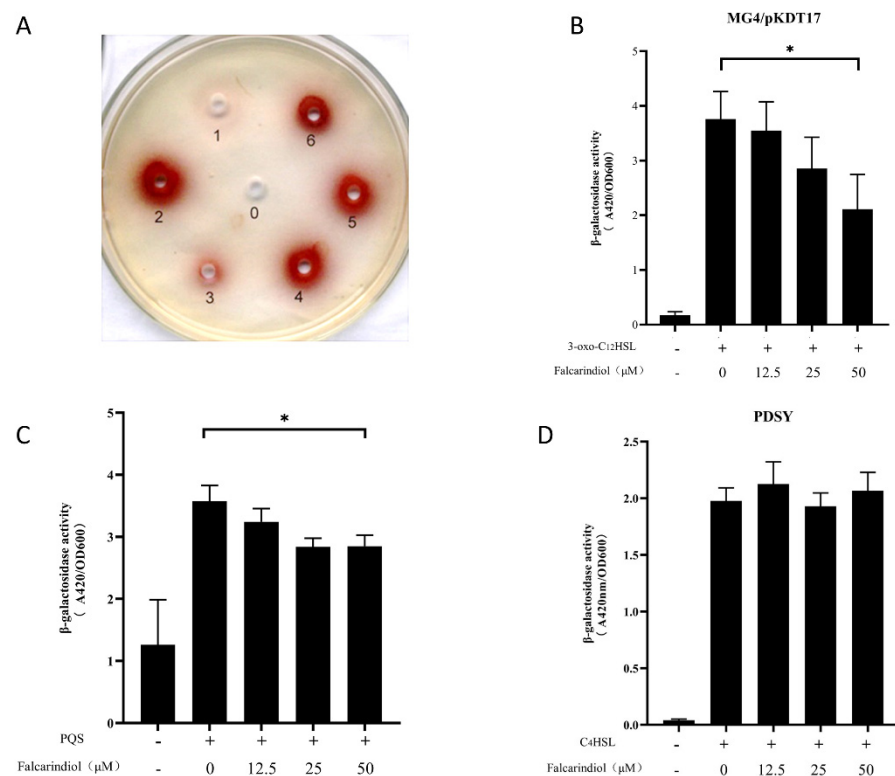 A
1
6
2
0
5
3
4
B
MG4/pKDT17
*
β-galactosidase activity
( A420/OD600)
5
4
3
2
1
0
3-oxo-C12HSL - + + + +
Falcarindiol (μM) - 0 12.5 25 50
C
*
β-galactosidase activity
( A420/OD600)
5
4
3
2
1
0
PQS - + + + +
Falcarindiol (μM) - 0 12.5 25 50
D
PDSY
β-galactosidase activity
( A420nm/OD600)
2.5
2.0
1.5
1.0
0.5
0.0
C4HSL - + + + +
Falcarindiol (μM) - 0 12.5 25 50